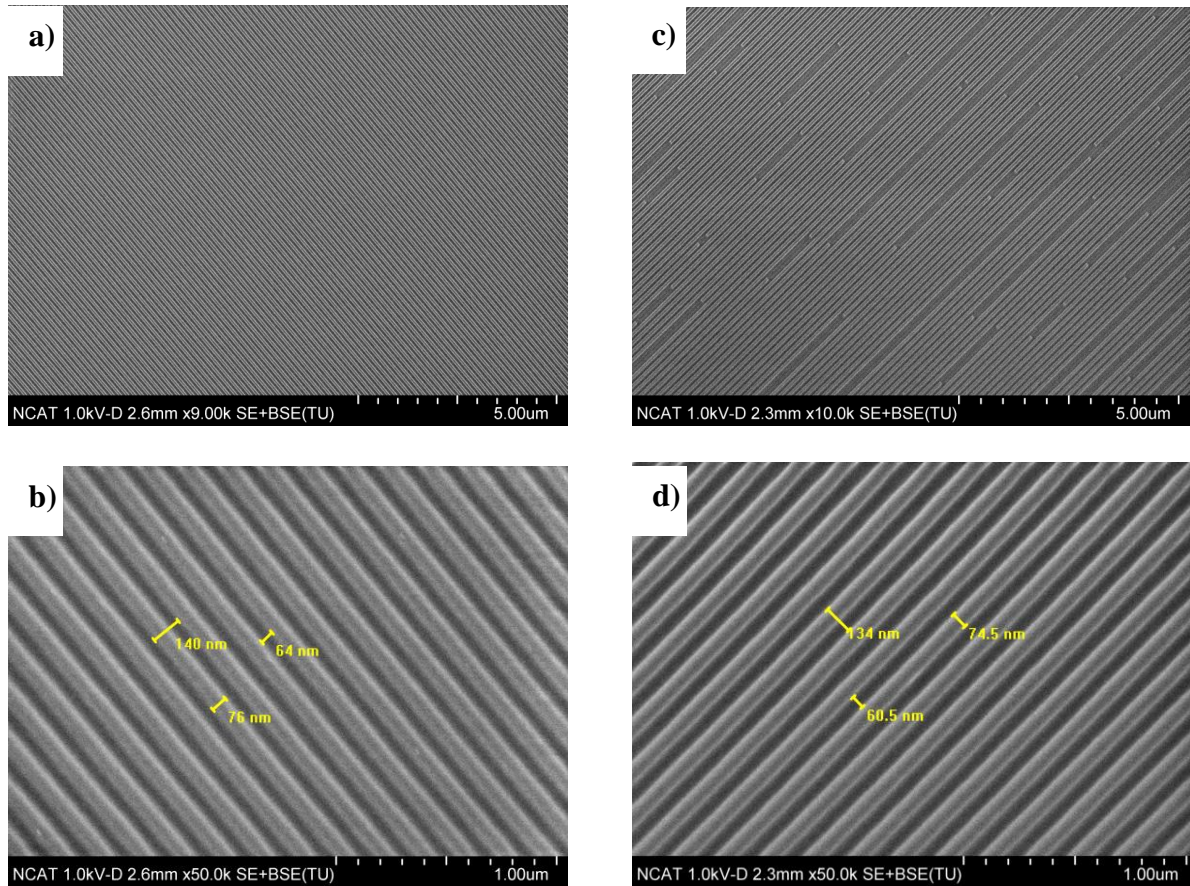 a)
NCAT 1.0kV-D 2.6mm x9.00k SE+BSE(TU) 5.00um
c)
NCAT 1.0kV-D 2.3mm x10.0k SE+BSE(TU) 5.00um
b)
140 nm
64 nm
76 nm
NCAT 1.0kV-D 2.6mm x50.0k SE+BSE(TU) 1.00um
d)
134 nm
74.5 nm
60.5 nm
NCAT 1.0kV-D 2.3mm x50.0k SE+BSE(TU) 1.00um